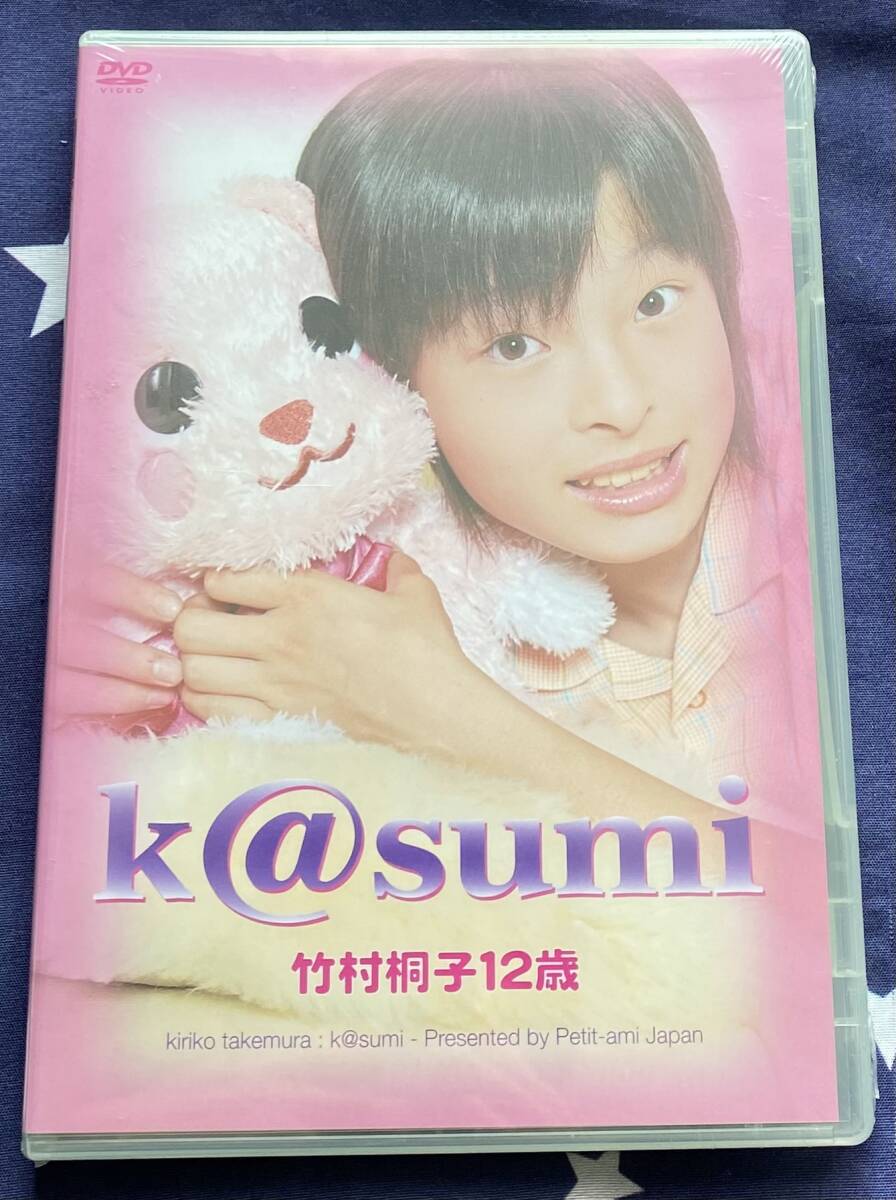 DVD
VIDEO
k@sumi
竹村桐子12歳
kiriko takemura : k@sumi - Presented by Petit-ami Japan